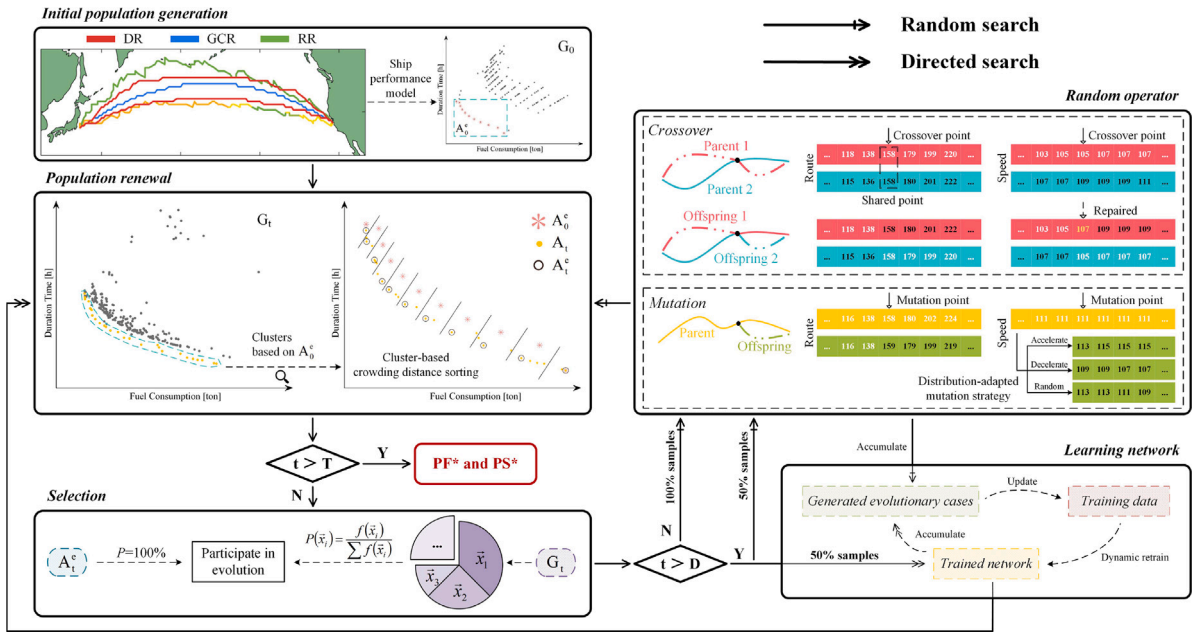 Initial population generation
DR GCR RR
Ship
performance
model
Duration Time [h]
G0
A0e
Fuel Consumption [ton]
Random search
Directed search
Population renewal
Duration Time [h]
Gt
Clusters
based on A0e
Fuel Consumption [ton]
Duration Time [h]
A0e
At
Ate
Cluster-based
crowding distance sorting
Fuel Consumption [ton]
t > T
Y
PF* and PS*
N
Selection
Ate
P=100%
Participate in
evolution
P(x⃗i)= f(x⃗i) / ∑ f(x⃗i)
...
x⃗1
x⃗2
x⃗3
Gt
t > D
N
Y
100% samples
50% samples
50% samples
Random operator
Crossover
Parent 1
Parent 2
Offspring 1
Offspring 2
Route
Crossover point
... 118 138 158 179 199 220 ...
... 115 136 158 180 201 222 ...
Shared point
... 118 138 158 180 201 222 ...
... 115 136 158 179 199 220 ...
Speed
Crossover point
... 103 105 105 107 107 107 ...
... 107 107 109 109 109 111 ...
Repaired
... 103 105 107 109 109 109 ...
... 107 107 105 107 107 107 ...
Mutation
Parent
Offspring
Route
Mutation point
... 116 138 158 180 202 224 ...
... 116 138 159 179 199 219 ...
Speed
Mutation point
... 111 111 111 111 111 111 ...
Accelerate
113 115 115 115 ...
Decelerate
109 109 107 107 ...
Random
113 113 111 109 ...
Distribution-adapted
mutation strategy
Accumulate
Learning network
Generated evolutionary cases
Update
Training data
Accumulate
Dynamic retrain
Trained network